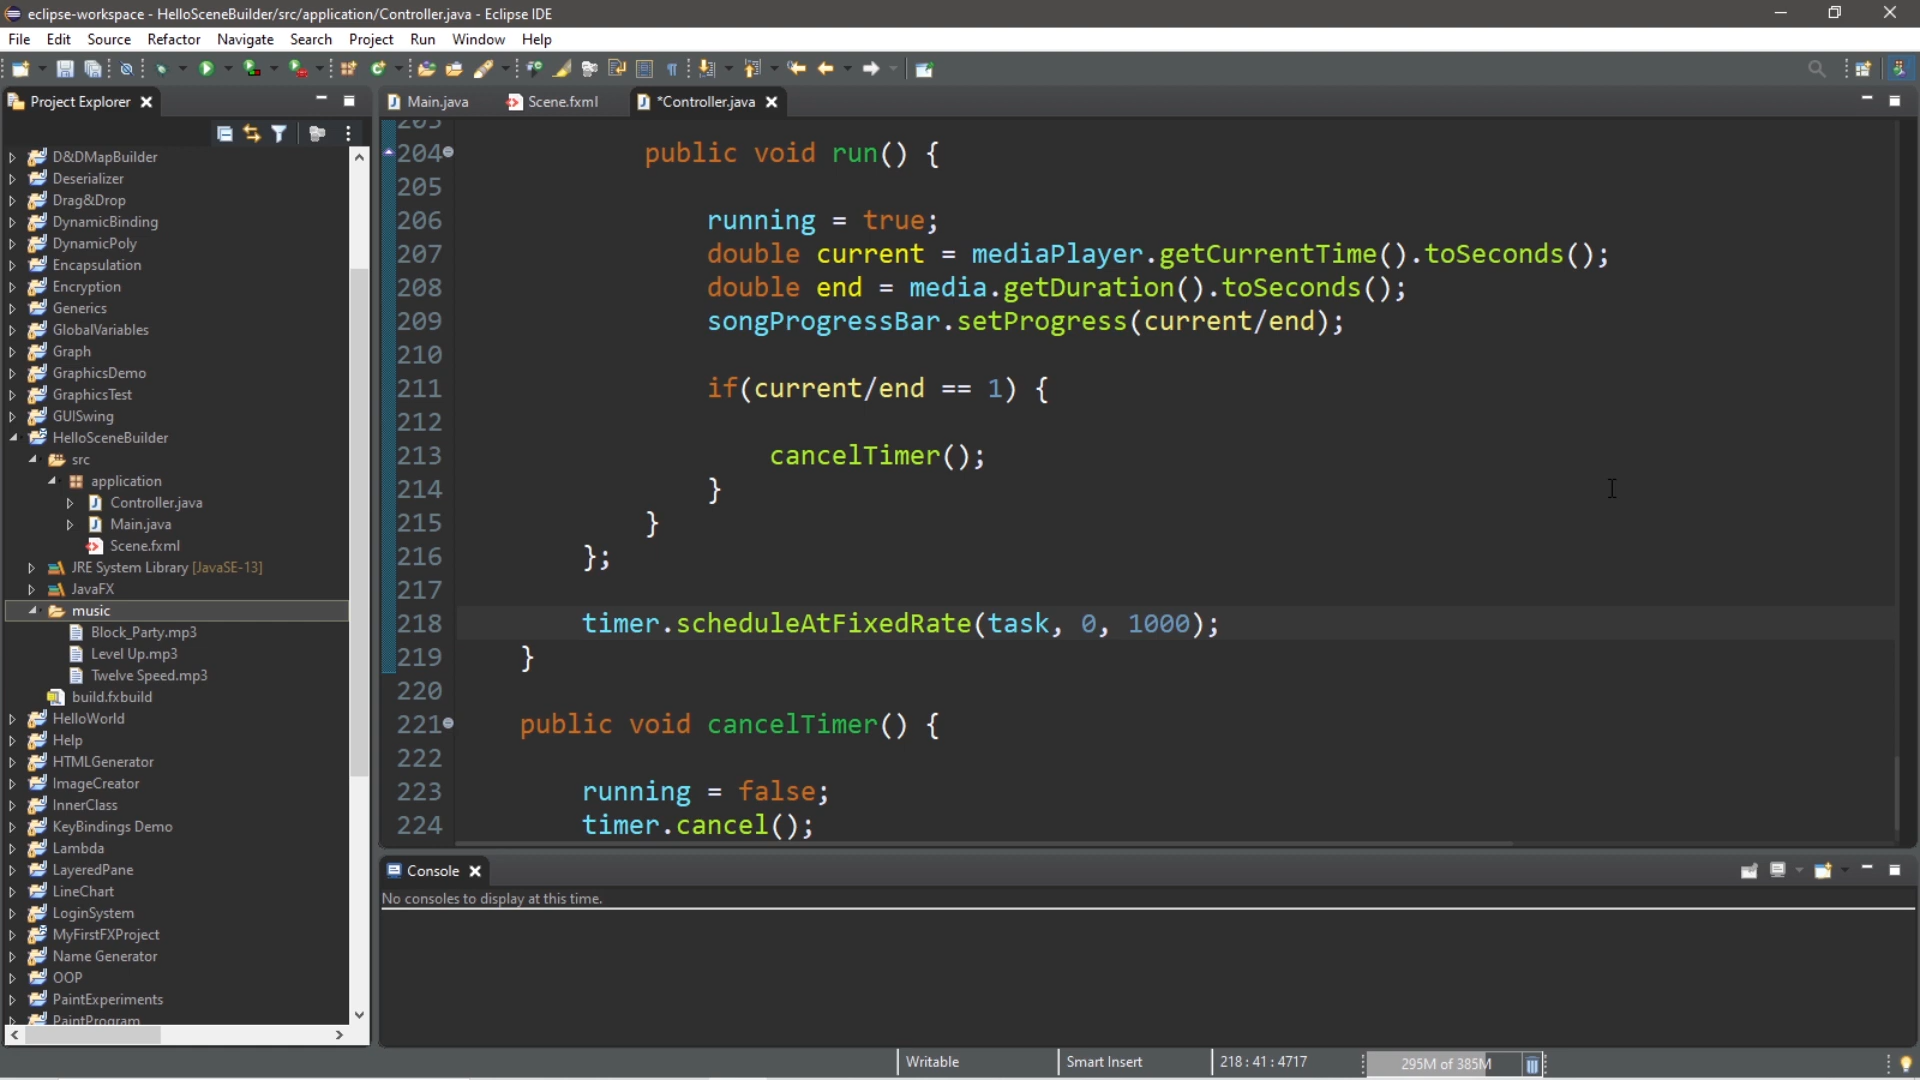 eclipse-workspace - HelloSceneBuilder/src/application/Controller.java - Eclipse IDE
File Edit Source Refactor Navigate Search Project Run Window Help
Project Explorer
D&DMapBuilder
Deserializer
Drag&Drop
DynamicBinding
DynamicPoly
Encapsulation
Encryption
Generics
GlobalVariables
Graph
GraphicsDemo
GraphicsTest
GUISwing
HelloSceneBuilder
src
application
Controller.java
Main.java
Scene.fxml
JRE System Library [JavaSE-13]
JavaFX
music
Block_Party.mp3
Level Up.mp3
Twelve Speed.mp3
build.fxbuild
HelloWorld
Help
HTMLGenerator
ImageCreator
InnerClass
KeyBindings Demo
Lambda
LayeredPane
LineChart
LoginSystem
MyFirstFXProject
Name Generator
OOP
PaintExperiments
PaintProgram
Main.java Scene.fxml *Controller.java
203
204 public void run() {
205
206 running = true;
207 double current = mediaPlayer.getCurrentTime().toSeconds();
208 double end = media.getDuration().toSeconds();
209 songProgressBar.setProgress(current/end);
210
211 if(current/end == 1) {
212
213 cancelTimer();
214 }
215 }
216 };
217
218 timer.scheduleAtFixedRate(task, 0, 1000);
219 }
220
221 public void cancelTimer() {
222
223 running = false;
224 timer.cancel();
Console
No consoles to display at this time.
Writable Smart Insert 218 : 41 : 4717 295M of 385M